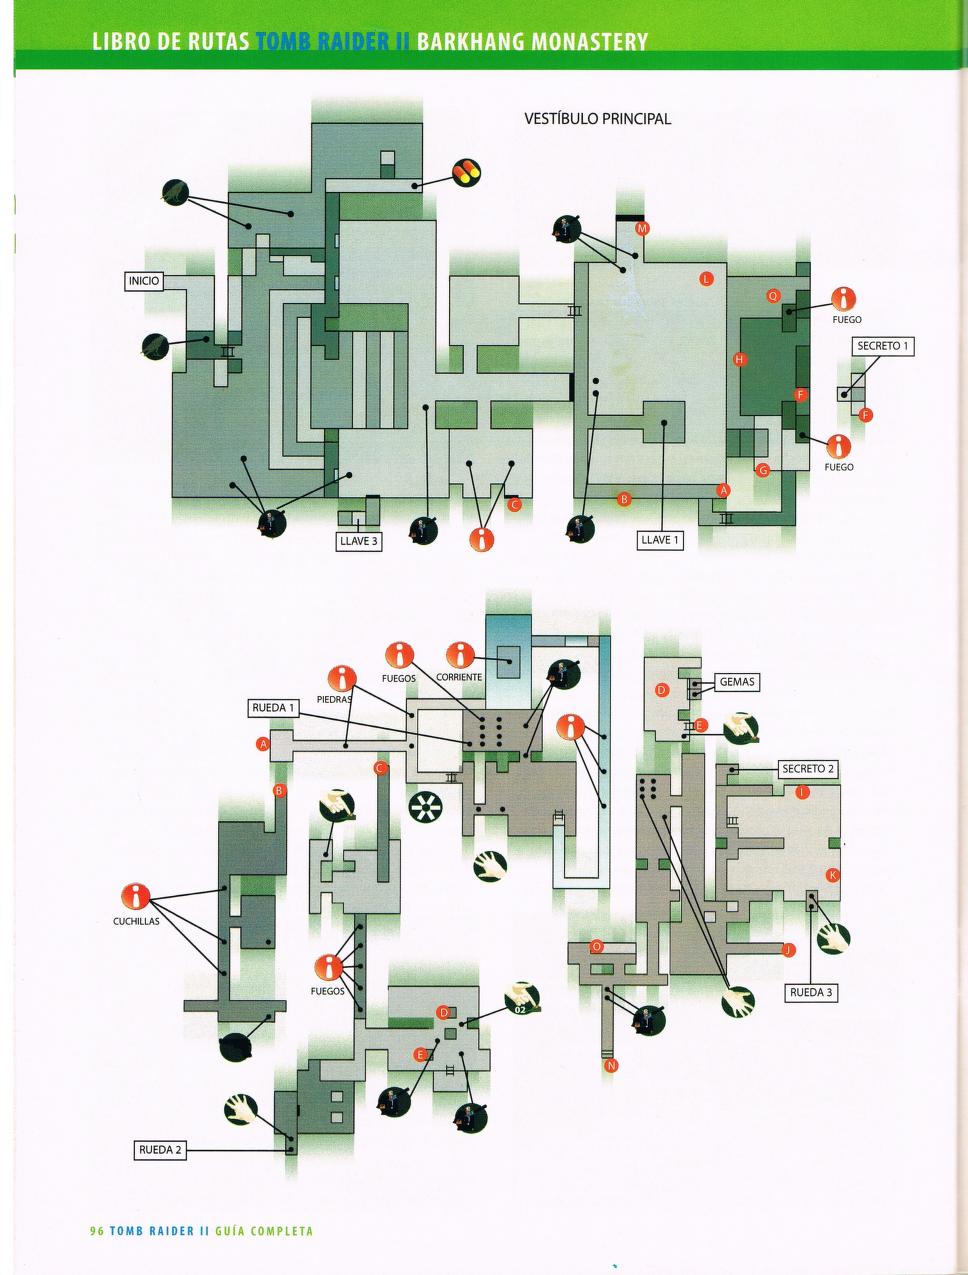 LIBRO DE RUTAS TOMB RAIDER II BARKHANG MONASTERY
VESTÍBULO PRINCIPAL
M
INICIO
L
Q
FUEGO
SECRETO 1
H
F
F
FUEGO
G
A
B
C
LLAVE 3
LLAVE 1
FUEGOS
CORRIENTE
PIEDRAS
GEMAS
D
RUEDA 1
E
A
C
SECRETO 2
B
I
K
CUCHILLAS
O
J
FUEGOS
RUEDA 3
02
D
E
N
RUEDA 2
96 TOMB RAIDER II GUÍA COMPLETA